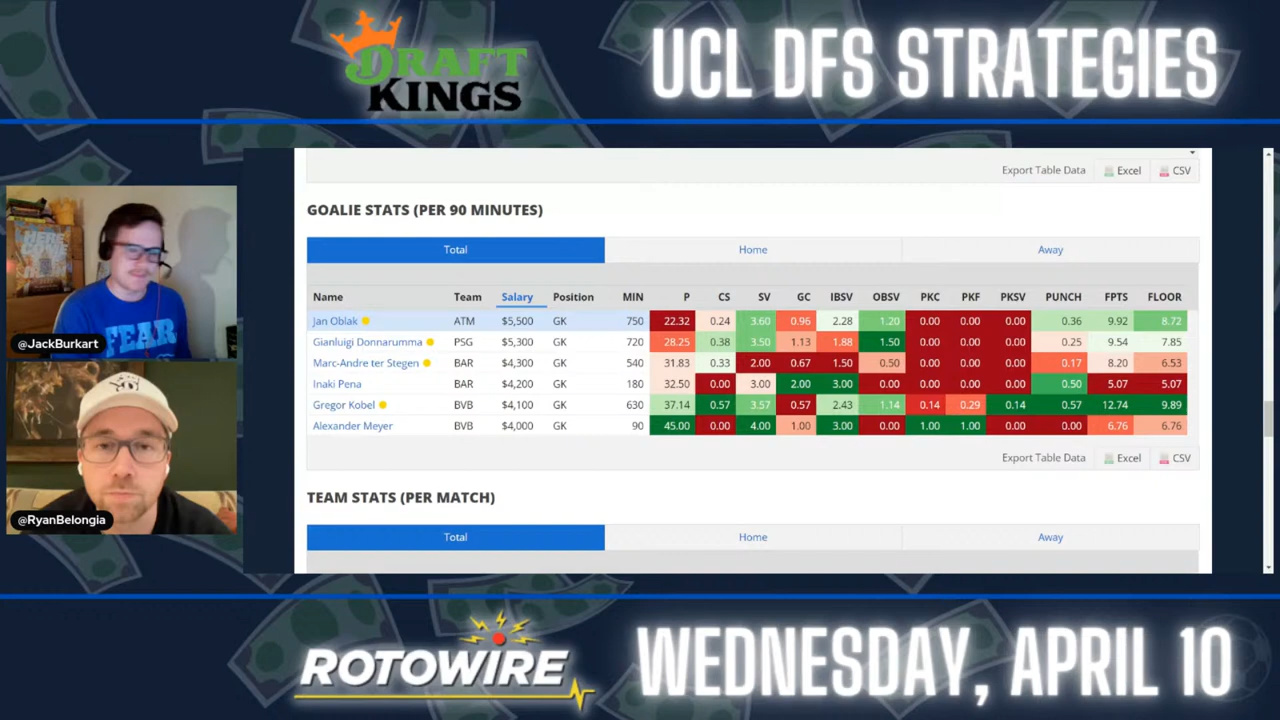 DRAFT KINGS
UCL DFS STRATEGIES
Export Table Data Excel CSV
GOALIE STATS (PER 90 MINUTES)
Total Home Away
Name Team Salary Position MIN P CS SV GC IBSV OBSV PKC PKF PKSV PUNCH FPTS FLOOR
Jan Oblak ATM $5,500 GK 750 22.32 0.24 3.60 0.96 2.28 1.20 0.00 0.00 0.00 0.36 9.92 8.72
Gianluigi Donnarumma PSG $5,300 GK 720 28.25 0.38 3.50 1.13 1.88 1.50 0.00 0.00 0.00 0.25 9.54 7.85
Marc-Andre ter Stegen BAR $4,300 GK 540 31.83 0.33 2.00 0.67 1.50 0.50 0.00 0.00 0.00 0.17 8.20 6.53
Inaki Pena BAR $4,200 GK 180 32.50 0.00 3.00 2.00 3.00 0.00 0.00 0.00 0.00 0.50 5.07 5.07
Gregor Kobel BVB $4,100 GK 630 37.14 0.57 3.57 0.57 2.43 1.14 0.14 0.29 0.14 0.57 12.74 9.89
Alexander Meyer BVB $4,000 GK 90 45.00 0.00 4.00 1.00 3.00 0.00 1.00 1.00 0.00 0.00 6.76 6.76
Export Table Data Excel CSV
TEAM STATS (PER MATCH)
Total Home Away
HERE COME
FEAR
@JackBurkart
@RyanBelongia
ROTOWIRE
WEDNESDAY, APRIL 10